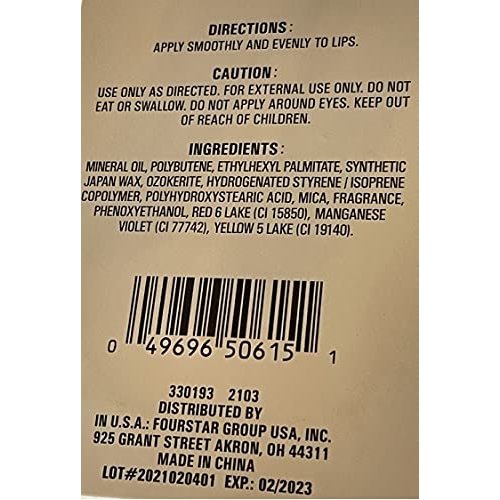 DIRECTIONS:
APPLY SMOOTHLY AND EVENLY TO LIPS.
CAUTION:
USE ONLY AS DIRECTED. FOR EXTERNAL USE ONLY. DO NOT
EAT OR SWALLOW. DO NOT APPLY AROUND EYES. KEEP OUT
OF REACH OF CHILDREN.
INGREDIENTS:
MINERAL OIL, POLYBUTENE, ETHYLHEXYL PALMITATE, SYNTHETIC
JAPAN WAX, OZOKERITE, HYDROGENATED STYRENE / ISOPRENE
COPOLYMER, POLYHYDROXYSTEARIC ACID, MICA, FRAGRANCE,
PHENOXYETHANOL, RED 6 LAKE (CI 15850), MANGANESE
VIOLET (CI 77742), YELLOW 5 LAKE (CI 19140).
0 49696 50615 1
330193 2103
DISTRIBUTED BY
IN U.S.A.: FOURSTAR GROUP USA, INC.
925 GRANT STREET AKRON, OH 44311
MADE IN CHINA
LOT#2021020401 EXP.: 02/2023